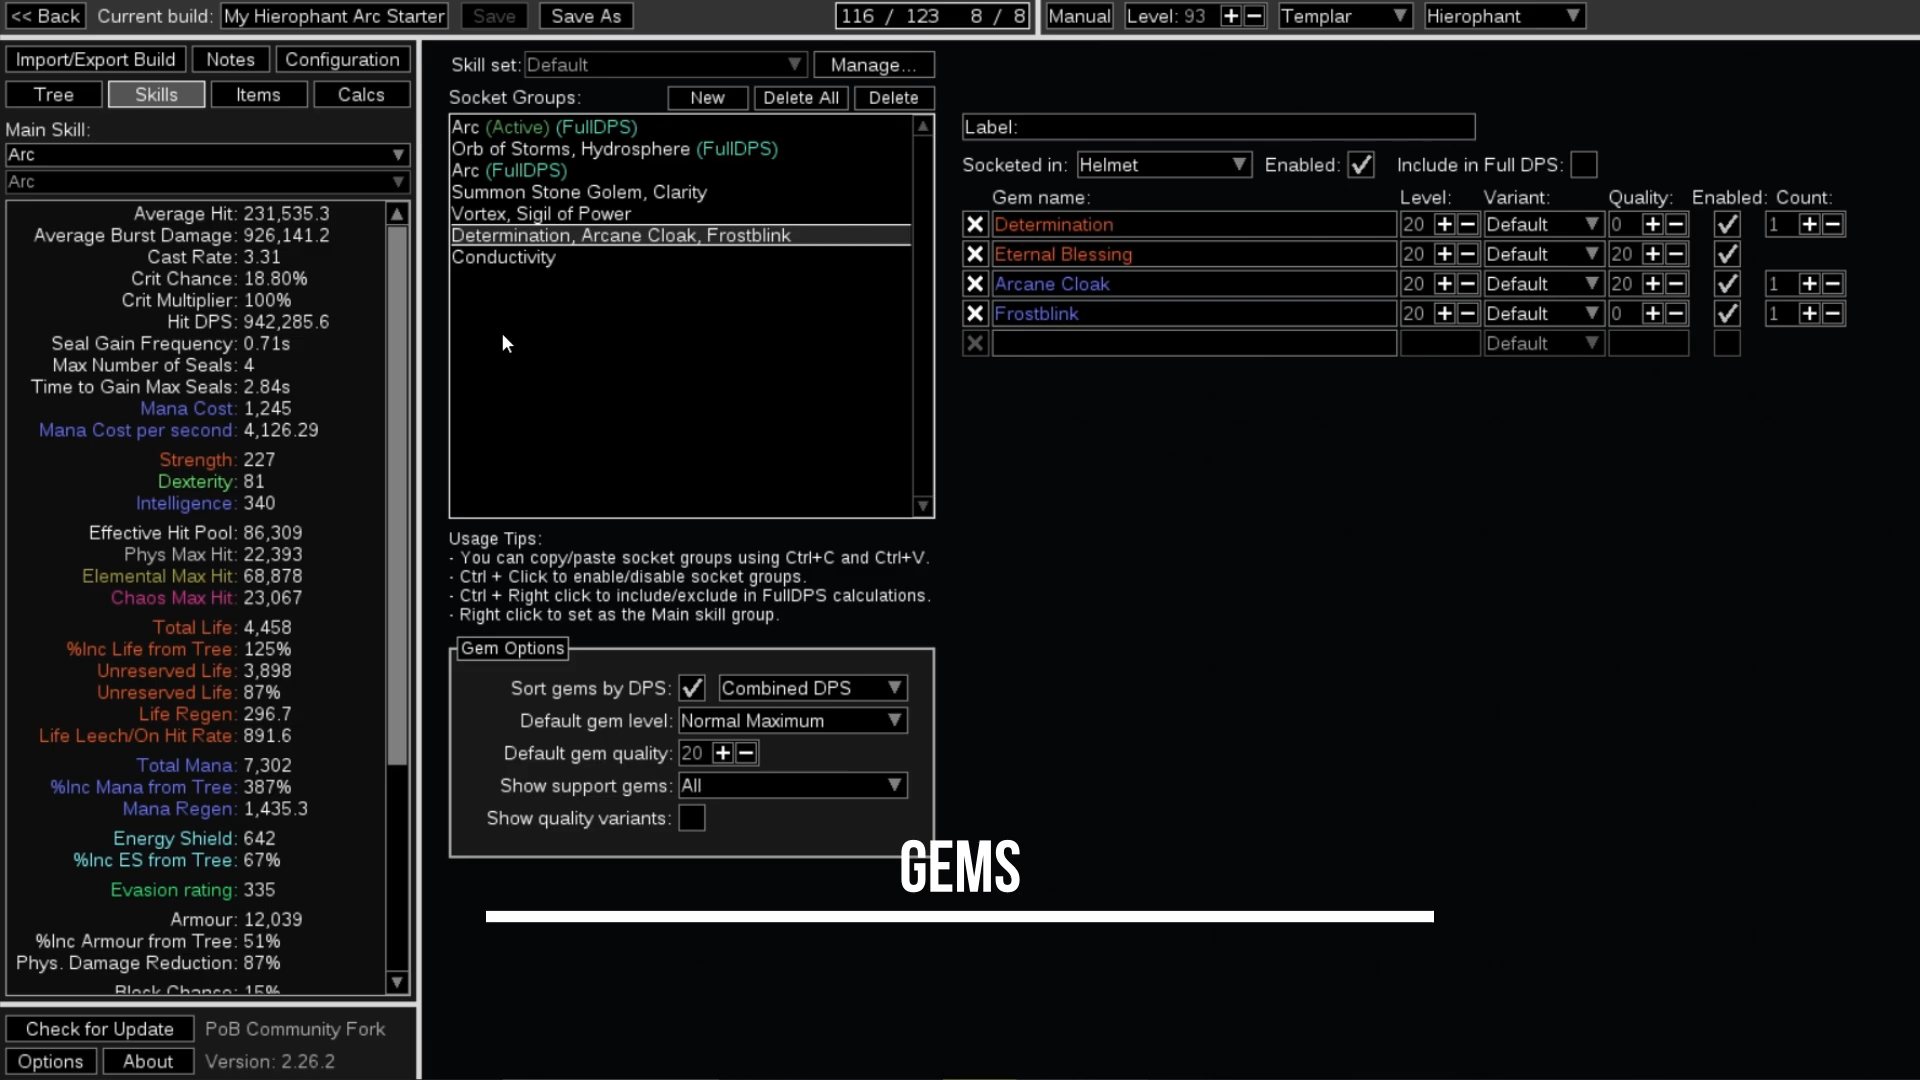 << Back Current build: My Hierophant Arc Starter Save Save As 116 / 123 8 / 8 Manual Level: 93 Templar Hierophant
Import/Export Build Notes Configuration
Tree Skills Items Calcs
Main Skill:
Arc
Arc
Average Hit: 231,535.3
Average Burst Damage: 926,141.2
Cast Rate: 3.31
Crit Chance: 18.80%
Crit Multiplier: 100%
Hit DPS: 942,285.6
Seal Gain Frequency: 0.71s
Max Number of Seals: 4
Time to Gain Max Seals: 2.84s
Mana Cost: 1,245
Mana Cost per second: 4,126.29
Strength: 227
Dexterity: 81
Intelligence: 340
Effective Hit Pool: 86,309
Phys Max Hit: 22,393
Elemental Max Hit: 68,878
Chaos Max Hit: 23,067
Total Life: 4,458
%Inc Life from Tree: 125%
Unreserved Life: 3,898
Unreserved Life: 87%
Life Regen: 296.7
Life Leech/On Hit Rate: 891.6
Total Mana: 7,302
%Inc Mana from Tree: 387%
Mana Regen: 1,435.3
Energy Shield: 642
%Inc ES from Tree: 67%
Evasion rating: 335
Armour: 12,039
%Inc Armour from Tree: 51%
Phys. Damage Reduction: 87%
Block Chance: 15%
Check for Update PoB Community Fork
Options About Version: 2.26.2
Skill set: Default Manage...
Socket Groups: New Delete All Delete
Arc (Active) (FullDPS)
Orb of Storms, Hydrosphere (FullDPS)
Arc (FullDPS)
Summon Stone Golem, Clarity
Vortex, Sigil of Power
Determination, Arcane Cloak, Frostblink
Conductivity
Usage Tips:
- You can copy/paste socket groups using Ctrl+C and Ctrl+V.
- Ctrl + Click to enable/disable socket groups.
- Ctrl + Right click to include/exclude in FullDPS calculations.
- Right click to set as the Main skill group.
Gem Options
Sort gems by DPS: Combined DPS
Default gem level: Normal Maximum
Default gem quality: 20
Show support gems: All
Show quality variants:
Label:
Socketed in: Helmet Enabled: Include in Full DPS:
Gem name: Level: Variant: Quality: Enabled: Count:
Determination 20 Default 0 1
Eternal Blessing 20 Default 20
Arcane Cloak 20 Default 20 1
Frostblink 20 Default 0 1
Default
GEMS